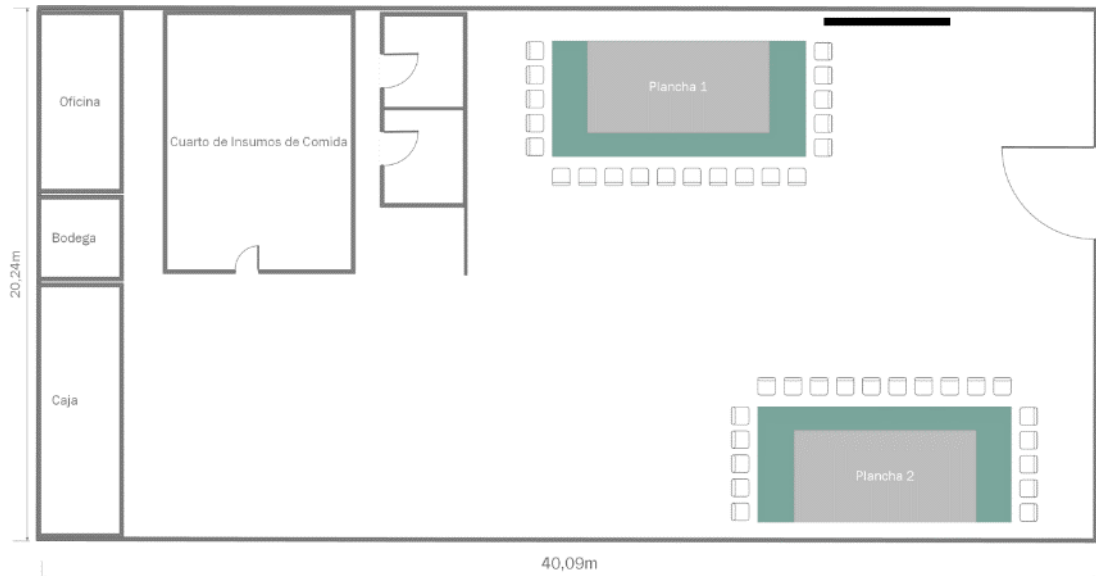 Oficina
Cuarto de Insumos de Comida
Plancha 1
Bodega
20,24m
Caja
Plancha 2
40,09m